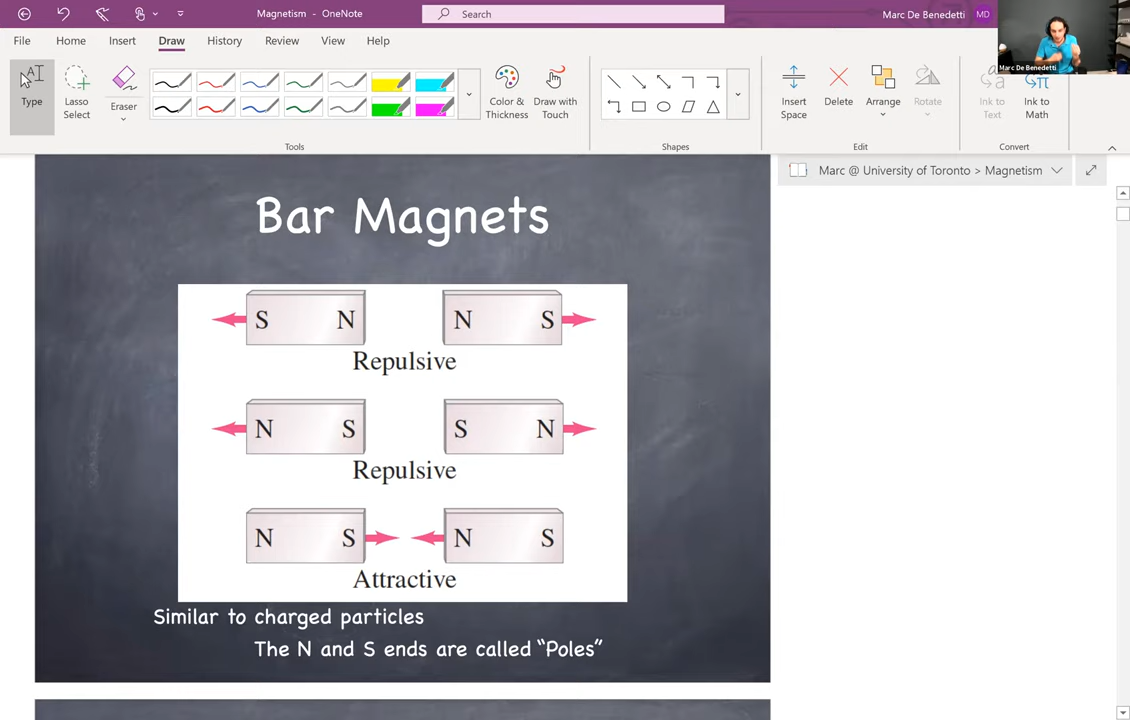 Magnetism - OneNote
Search
Marc De Benedetti
MD
File Home Insert Draw History Review View Help
Marc De Benedetti
Type
Lasso
Select
Eraser
Color &
Thickness
Draw with
Touch
Insert
Space
Delete
Arrange
Rotate
Ink to
Text
Ink to
Math
Tools
Shapes
Edit
Convert
Marc @ University of Toronto > Magnetism
Bar Magnets
S N N S
Repulsive
N S S N
Repulsive
N S N S
Attractive
Similar to charged particles
The N and S ends are called “Poles”